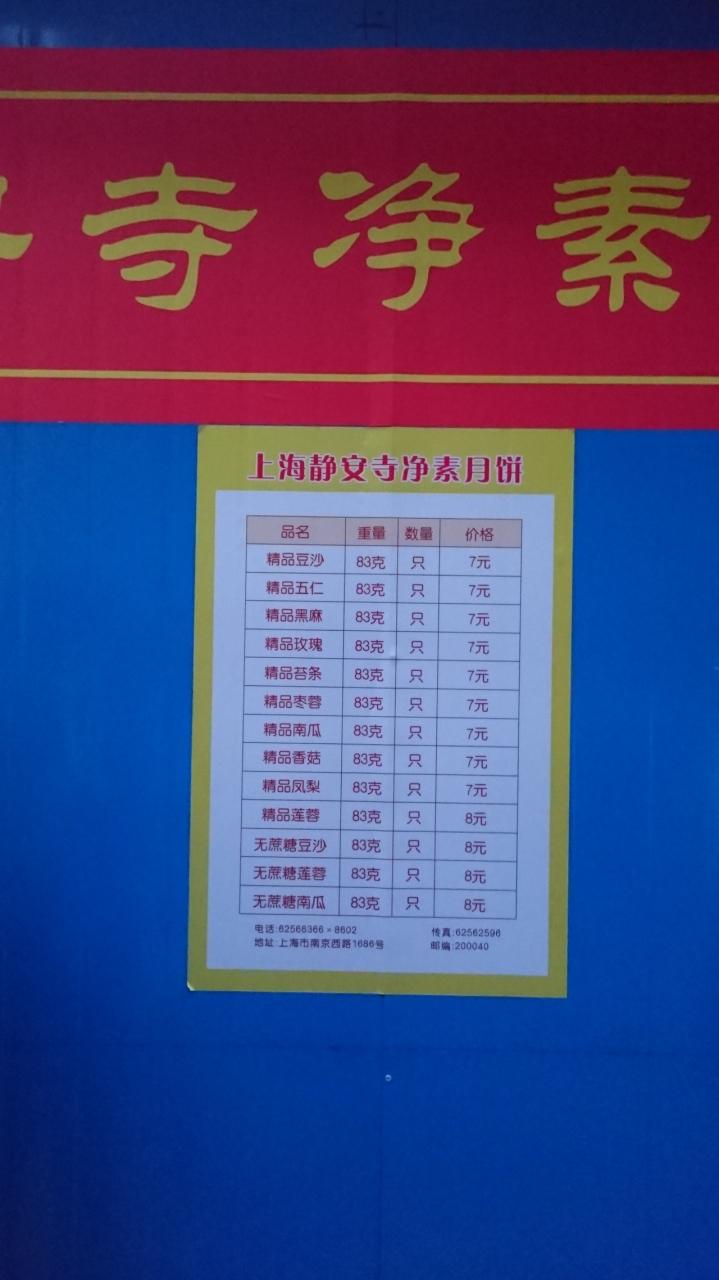 寺净素
上海静安寺净素月饼
品名 重量 数量 价格
精品豆沙 83克 只 7元
精品五仁 83克 只 7元
精品黑麻 83克 只 7元
精品玫瑰 83克 只 7元
精品苔条 83克 只 7元
精品枣蓉 83克 只 7元
精品南瓜 83克 只 7元
精品香菇 83克 只 7元
精品凤梨 83克 只 7元
精品莲蓉 83克 只 8元
无蔗糖豆沙 83克 只 8元
无蔗糖莲蓉 83克 只 8元
无蔗糖南瓜 83克 只 8元
电话:62566366×8602 传真:62562596
地址:上海市南京西路1686号 邮编:200040